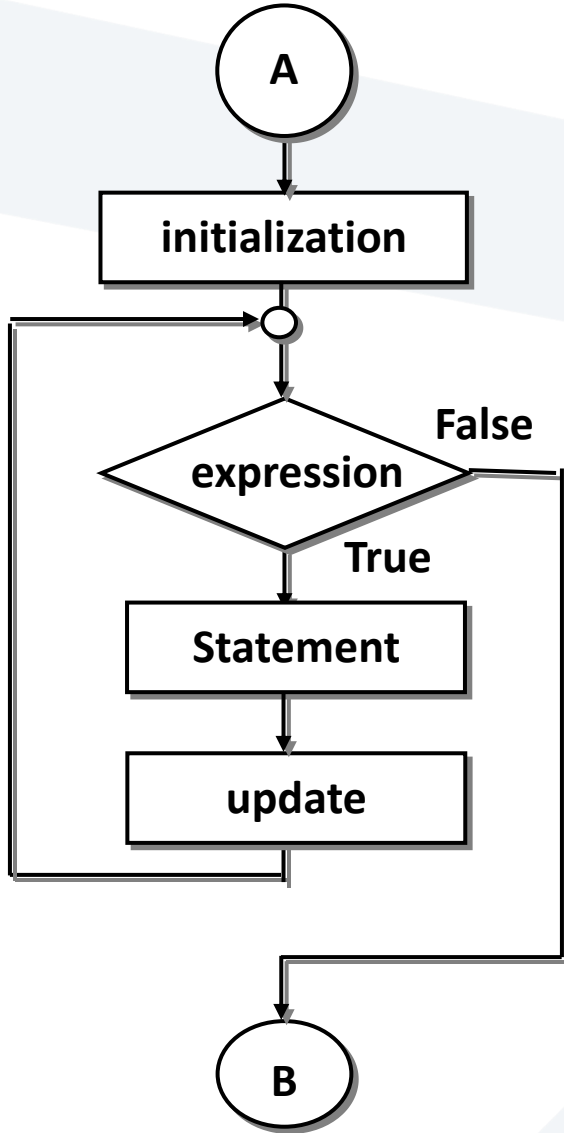 A
initialization
False
expression
True
Statement
update
B